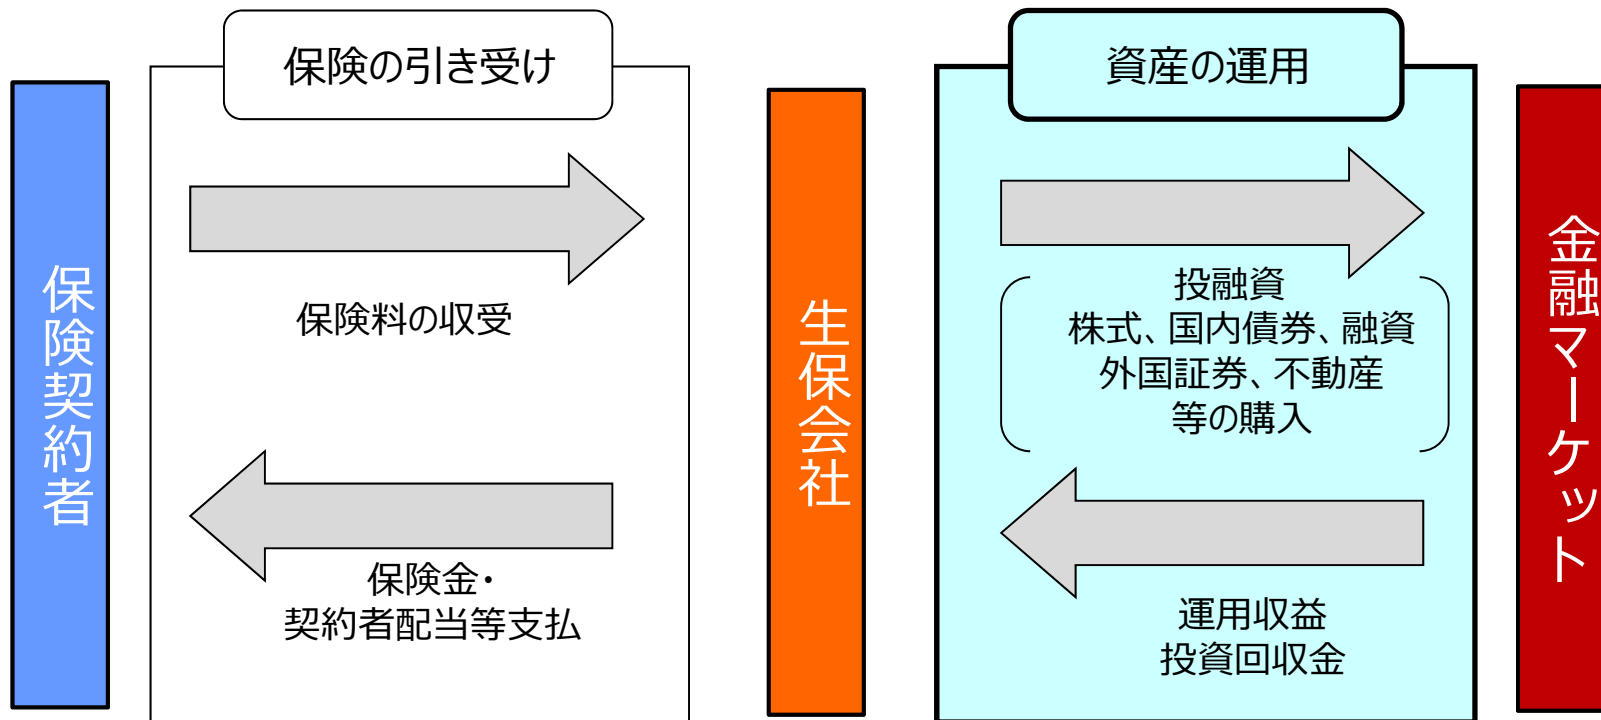 保険の引き受け
資産の運用
保険契約者
保険料の収受
保険金・
契約者配当等支払
生保会社
投融資
株式、国内債券、融資
外国証券、不動産
等の購入
運用収益
投資回収金
金融マーケット